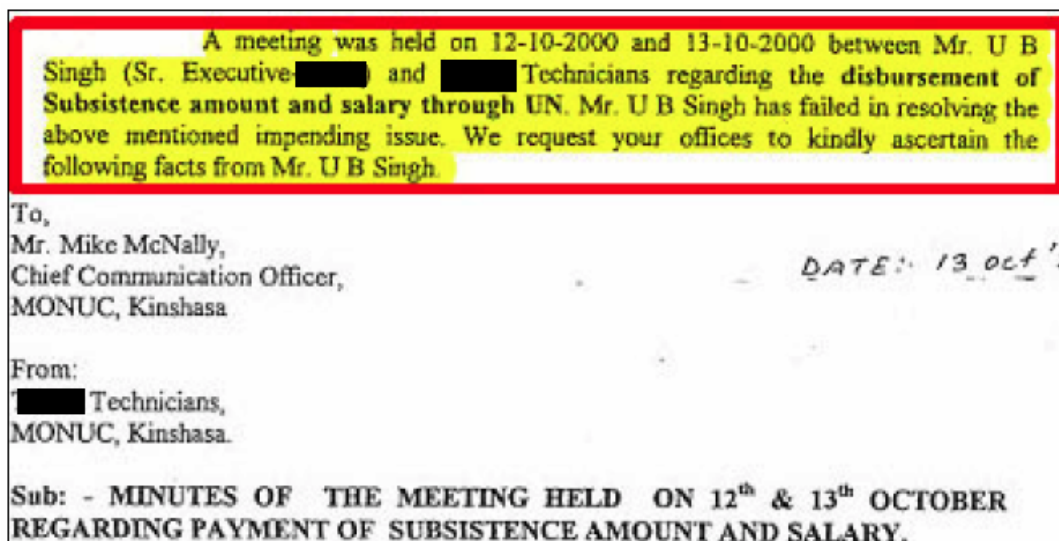 A meeting was held on 12-10-2000 and 13-10-2000 between Mr. U B
Singh (Sr. Executive- ) and Technicians regarding the disbursement of
Subsistence amount and salary through UN. Mr. U B Singh has failed in resolving the
above mentioned impending issue. We request your offices to kindly ascertain the
following facts from Mr. U B Singh.
To,
Mr. Mike McNally,
Chief Communication Officer,
DATE:- 13 oct '
MONUC, Kinshasa
From:
Technicians,
MONUC, Kinshasa.
Sub: - MINUTES OF THE MEETING HELD ON 12th & 13th OCTOBER
REGARDING PAYMENT OF SUBSISTENCE AMOUNT AND SALARY.